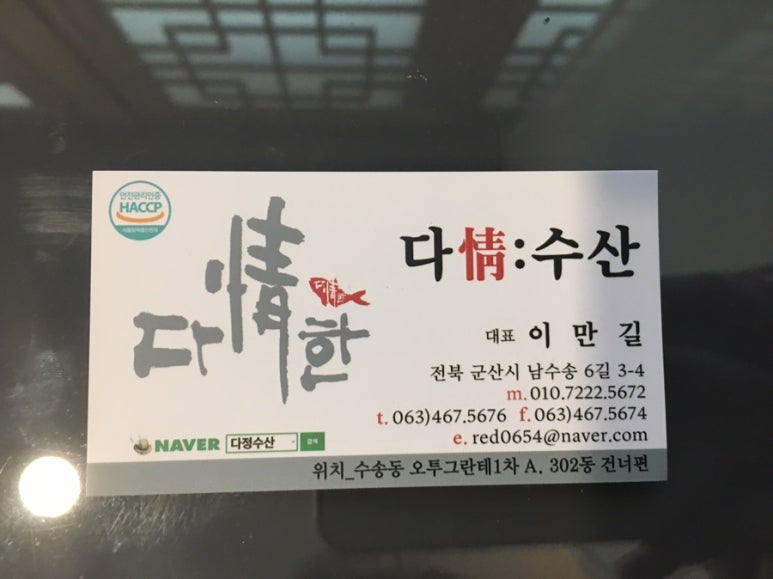 안전관리인증
HACCP
다情한
다情한
다情:수산
대표 이 만 길
전북 군산시 남수송 6길 3-4
m. 010.7222.5672
t. 063)467.5676 f. 063)467.5674
e. red0654@naver.com
NAVER 다정수산 검색
위치_수송동 오투그란테1차 A. 302동 건너편